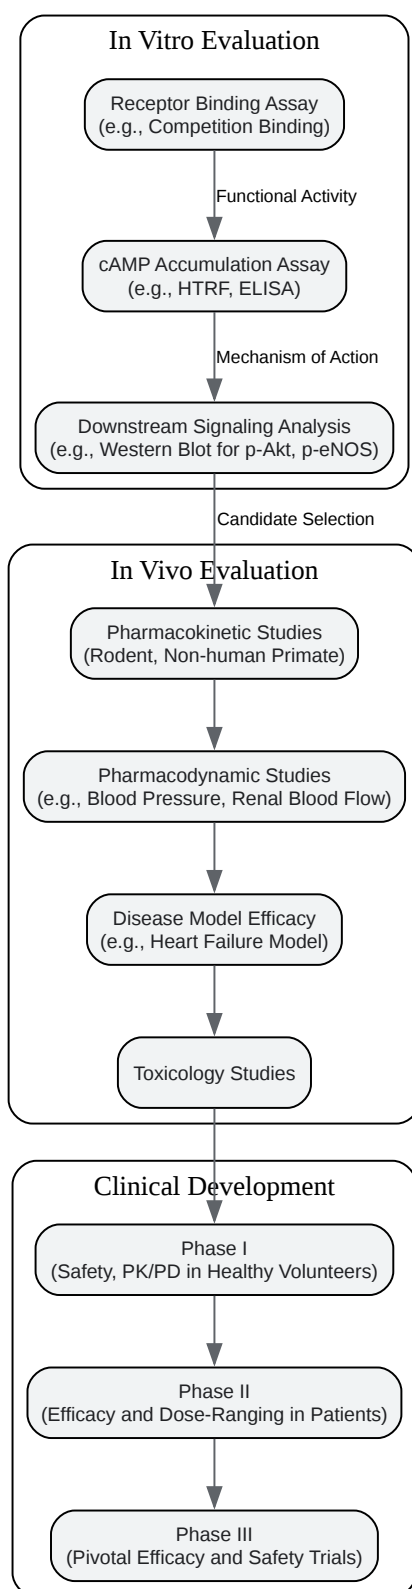 In Vitro Evaluation
Receptor Binding Assay
(e.g., Competition Binding)
Functional Activity
cAMP Accumulation Assay
(e.g., HTRF, ELISA)
Mechanism of Action
Downstream Signaling Analysis
(e.g., Western Blot for p-Akt, p-eNOS)
Candidate Selection
In Vivo Evaluation
Pharmacokinetic Studies
(Rodent, Non-human Primate)
Pharmacodynamic Studies
(e.g., Blood Pressure, Renal Blood Flow)
Disease Model Efficacy
(e.g., Heart Failure Model)
Toxicology Studies
Clinical Development
Phase I
(Safety, PK/PD in Healthy Volunteers)
Phase II
(Efficacy and Dose-Ranging in Patients)
Phase III
(Pivotal Efficacy and Safety Trials)